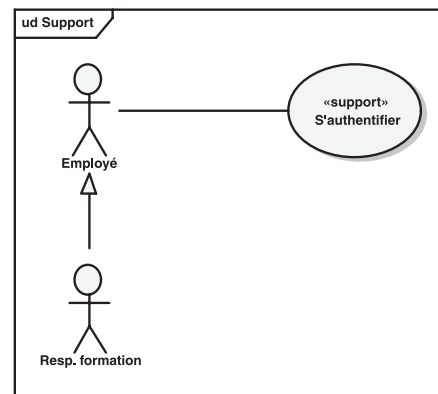 ud Support
«support»
S'authentifier
Employé
Resp. formation